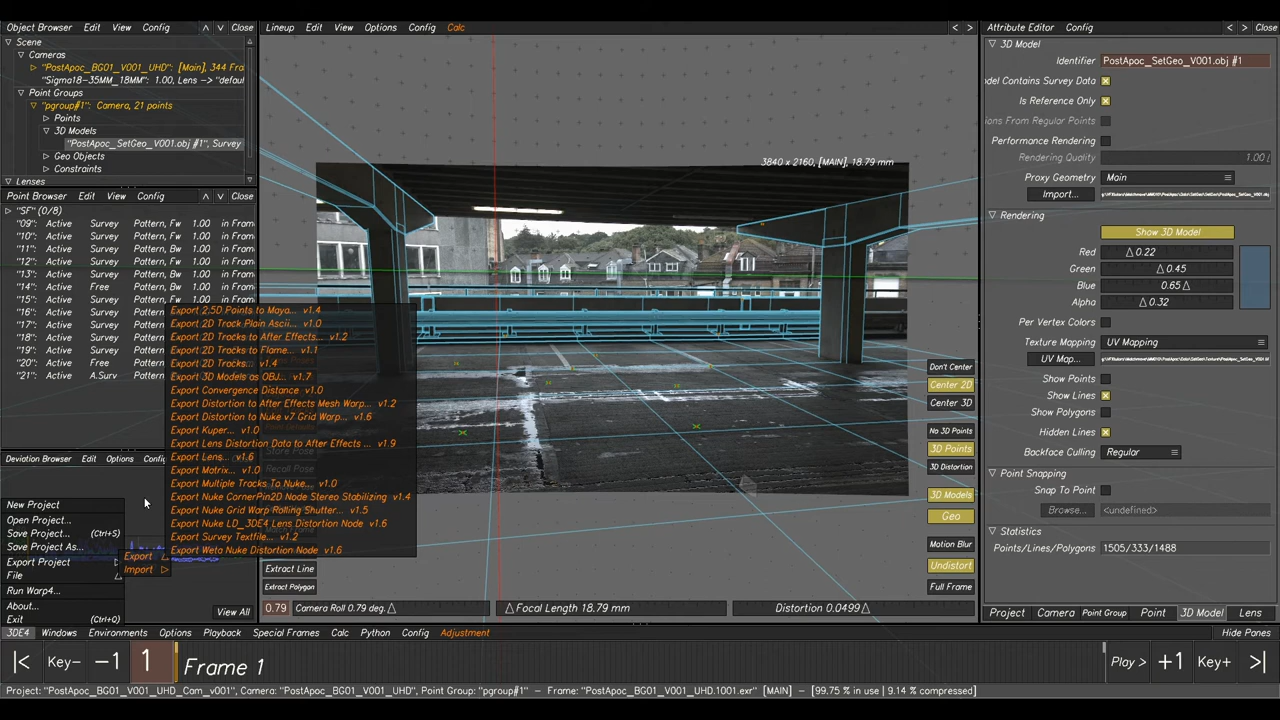 Object Browser Edit View Config Close
Scene
Cameras
"PostApoc_BG01_V001_UHD": [Main], 344 Fra
"Sigma18-35MM_18MM": 1.00, Lens -> "defaul
Point Groups
"pgroup#1": Camera, 21 points
Points
3D Models
"PostApoc_SetGeo_V001.obj #1", Survey
Geo Objects
Constraints
Lenses
Point Browser Edit View Config Close
"SF" (0/8)
"09": Active Survey Pattern, Fw 1.00 in Fram
"10": Active Survey Pattern, Fw 1.00 in Fram
"11": Active Survey Pattern, Bw 1.00 in Fram
"12": Active Survey Pattern, Fw 1.00 in Fram
"13": Active Survey Pattern, Bw 1.00 in Fram
"14": Active Free Pattern, Bw 1.00 in Fram
"15": Active Survey Pattern, Fw 1.00 in Fram
"16": Active Survey Pattern
"17": Active Survey Pattern
"18": Active Survey Pattern
"19": Active Survey Pattern
"20": Active Free Pattern
"21": Active A.Surv Pattern
Deviation Browser Edit Options Config
New Project
Open Project...
Save Project... (Ctrl+S)
Save Project As...
Export Project
File
Run Warp4...
About...
Exit (Ctrl+Q)
Export
Import
View All
Export 2.5D Points to Maya... v1.4
Export 2D Track Plain Ascii... v1.0
Export 2D Tracks to After Effects... v1.2
Export 2D Tracks to Flame... v1.1
Export 2D Tracks... v1.4
Export 3D Models as OBJ... v1.7
Export Convergence Distance v1.0
Export Distortion to After Effects Mesh Warp... v1.2
Export Distortion to Nuke v7 Grid Warp... v1.6
Export Kuper... v1.0
Export Lens Distortion Data to After Effects ... v1.9
Export Lens... v1.6
Export Matrix... v1.0
Export Multiple Tracks To Nuke... v1.0
Export Nuke CornerPin2D Node Stereo Stabilizing v1.4
Export Nuke Grid Warp Rolling Shutter... v1.5
Export Nuke LD_3DE4 Lens Distortion Node v1.6
Export Survey Textfile... v1.2
Export Weta Nuke Distortion Node v1.6
Recall Pose
Extract Line
Extract Polygon
Lineup Edit View Options Config Calc
3840 x 2160, [MAIN], 18.79 mm
Don't Center
Center 2D
Center 3D
No 3D Points
3D Points
3D Distortion
3D Models
Geo
Motion Blur
Undistort
Full Frame
0.79 Camera Roll 0.79 deg. Focal Length 18.79 mm Distortion 0.0499
Attribute Editor Config Close
3D Model
Identifier PostApoc_SetGeo_V001.obj #1
odel Contains Survey Data
Is Reference Only
ions From Regular Points
Performance Rendering
Rendering Quality 1.00
Proxy Geometry Main
Import...
Rendering
Show 3D Model
Red 0.22
Green 0.45
Blue 0.65
Alpha 0.32
Per Vertex Colors
Texture Mapping UV Mapping
UV Map...
Show Points
Show Lines
Show Polygons
Hidden Lines
Backface Culling Regular
Point Snapping
Snap To Point
Browse... <undefined>
Statistics
Points/Lines/Polygons 1505/333/1488
Project Camera Point Group Point 3D Model Lens
3DE4 Windows Environments Options Playback Special Frames Calc Python Config Adjustment Hide Panes
|< Key- -1 1 Frame 1 Play > +1 Key+ >|
Project: "PostApoc_BG01_V001_UHD_Cam_v001", Camera: "PostApoc_BG01_V001_UHD", Point Group: "pgroup#1" - Frame: "PostApoc_BG01_V001_UHD.1001.exr" [MAIN] - [99.75 % in use | 9.14 % compressed]